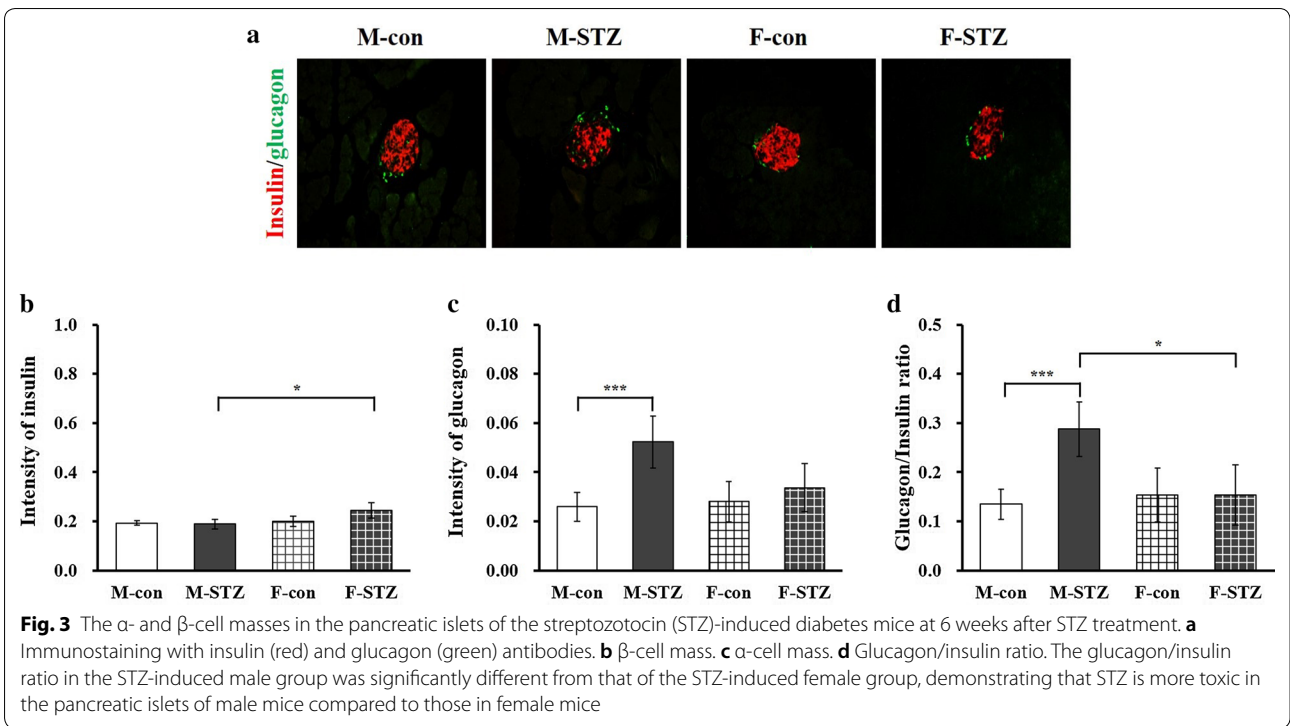 a
M-con M-STZ F-con F-STZ
Insulin/glucagon
b
Intensity of insulin
1.0
0.8
0.6
0.4
0.2
0.0
*
M-con M-STZ F-con F-STZ
c
Intensity of glucagon
0.10
0.08
0.06
0.04
0.02
0.00
***
M-con M-STZ F-con F-STZ
d
Glucagon/Insulin ratio
0.5
0.4
0.3
0.2
0.1
0.0
***
*
M-con M-STZ F-con F-STZ
Fig. 3 The α- and β-cell masses in the pancreatic islets of the streptozotocin (STZ)-induced diabetes mice at 6 weeks after STZ treatment. a
Immunostaining with insulin (red) and glucagon (green) antibodies. b β-cell mass. c α-cell mass. d Glucagon/insulin ratio. The glucagon/insulin
ratio in the STZ-induced male group was significantly different from that of the STZ-induced female group, demonstrating that STZ is more toxic in
the pancreatic islets of male mice compared to those in female mice